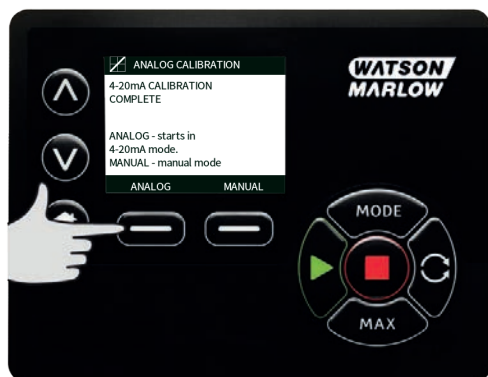 ANALOG CALIBRATION
WATSON
MARLOW
4-20mA CALIBRATION
COMPLETE
ANALOG - starts in
4-20mA mode.
MANUAL - manual mode
ANALOG MANUAL
MODE
MAX